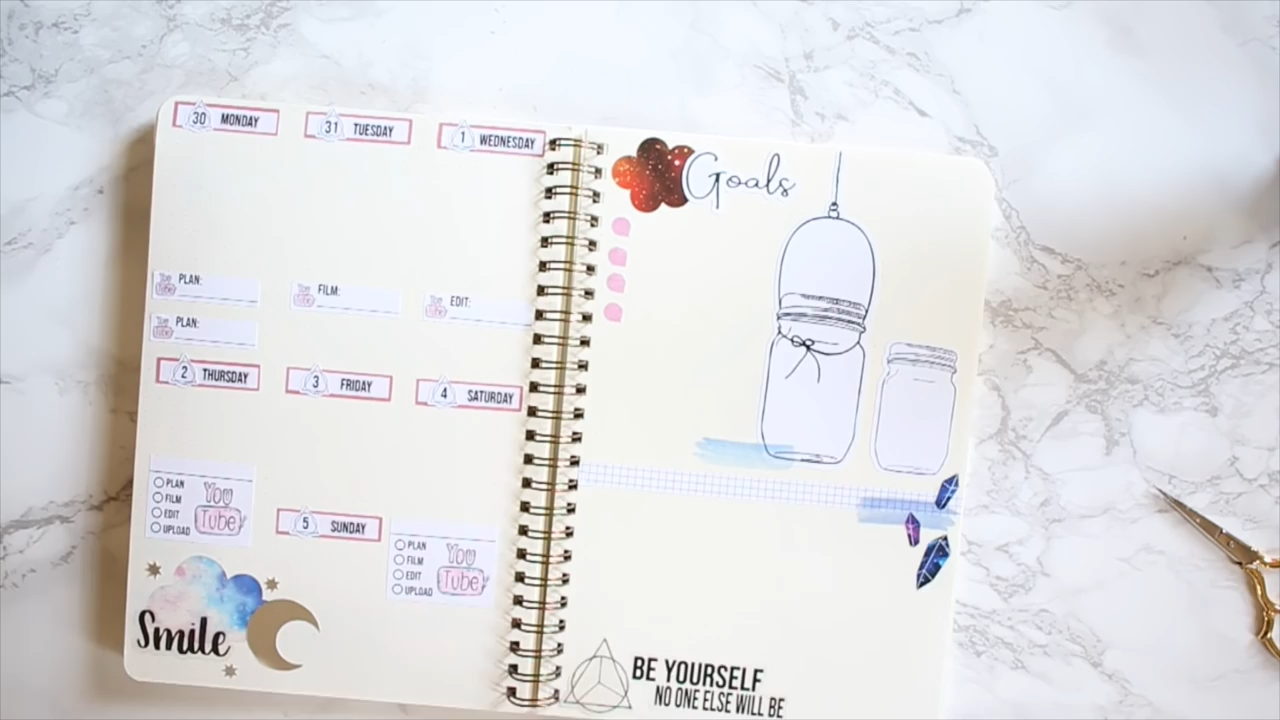 30 MONDAY
31 TUESDAY
1 WEDNESDAY
You Tube PLAN:
You Tube FILM:
You Tube EDIT:
You Tube PLAN:
2 THURSDAY
3 FRIDAY
4 SATURDAY
PLAN
FILM
EDIT
UPLOAD
YOU
Tube
5 SUNDAY
PLAN
FILM
EDIT
UPLOAD
YOU
Tube
Smile
Goals
BE YOURSELF
NO ONE ELSE WILL BE